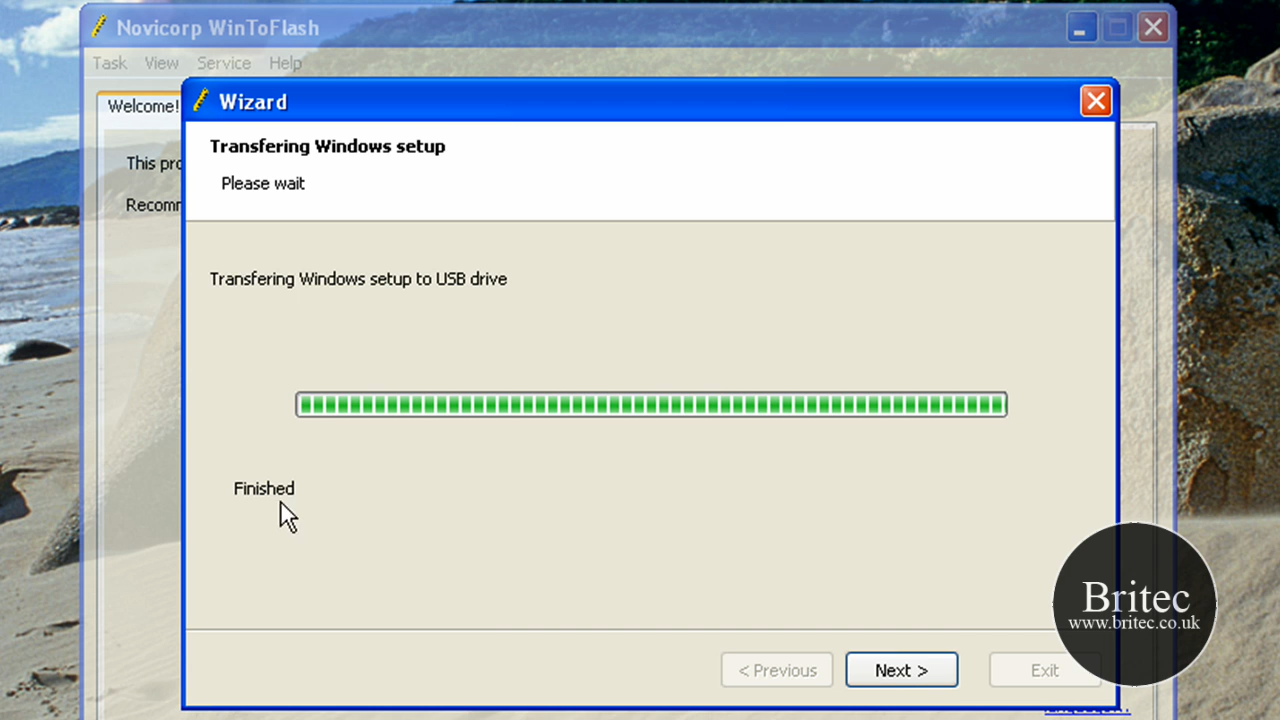 Novicorp WinToFlash
Task View Service Help
Welcome!
Wizard
Transfering Windows setup
This pro
Please wait
Recomm
Transfering Windows setup to USB drive
Finished
Britec
www.britec.co.uk
< Previous Next > Exit